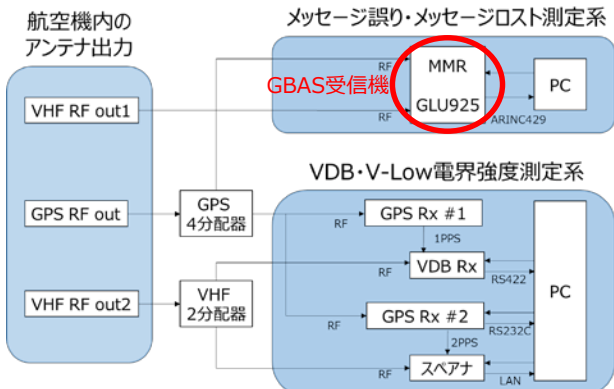 航空機内の
アンテナ出力
VHF RF out1
GPS RF out
VHF RF out2
GPS
4分配器
VHF
2分配器
メッセージ誤り・メッセージロスト測定系
RF
GBAS受信機
MMR
GLU925
PC
RF
ARINC429
VDB・V-Low電界強度測定系
GPS Rx #1
RF
1PPS
VDB Rx
RF
RS422
PC
GPS Rx #2
RF
RS232C
2PPS
スペアナ
RF
LAN